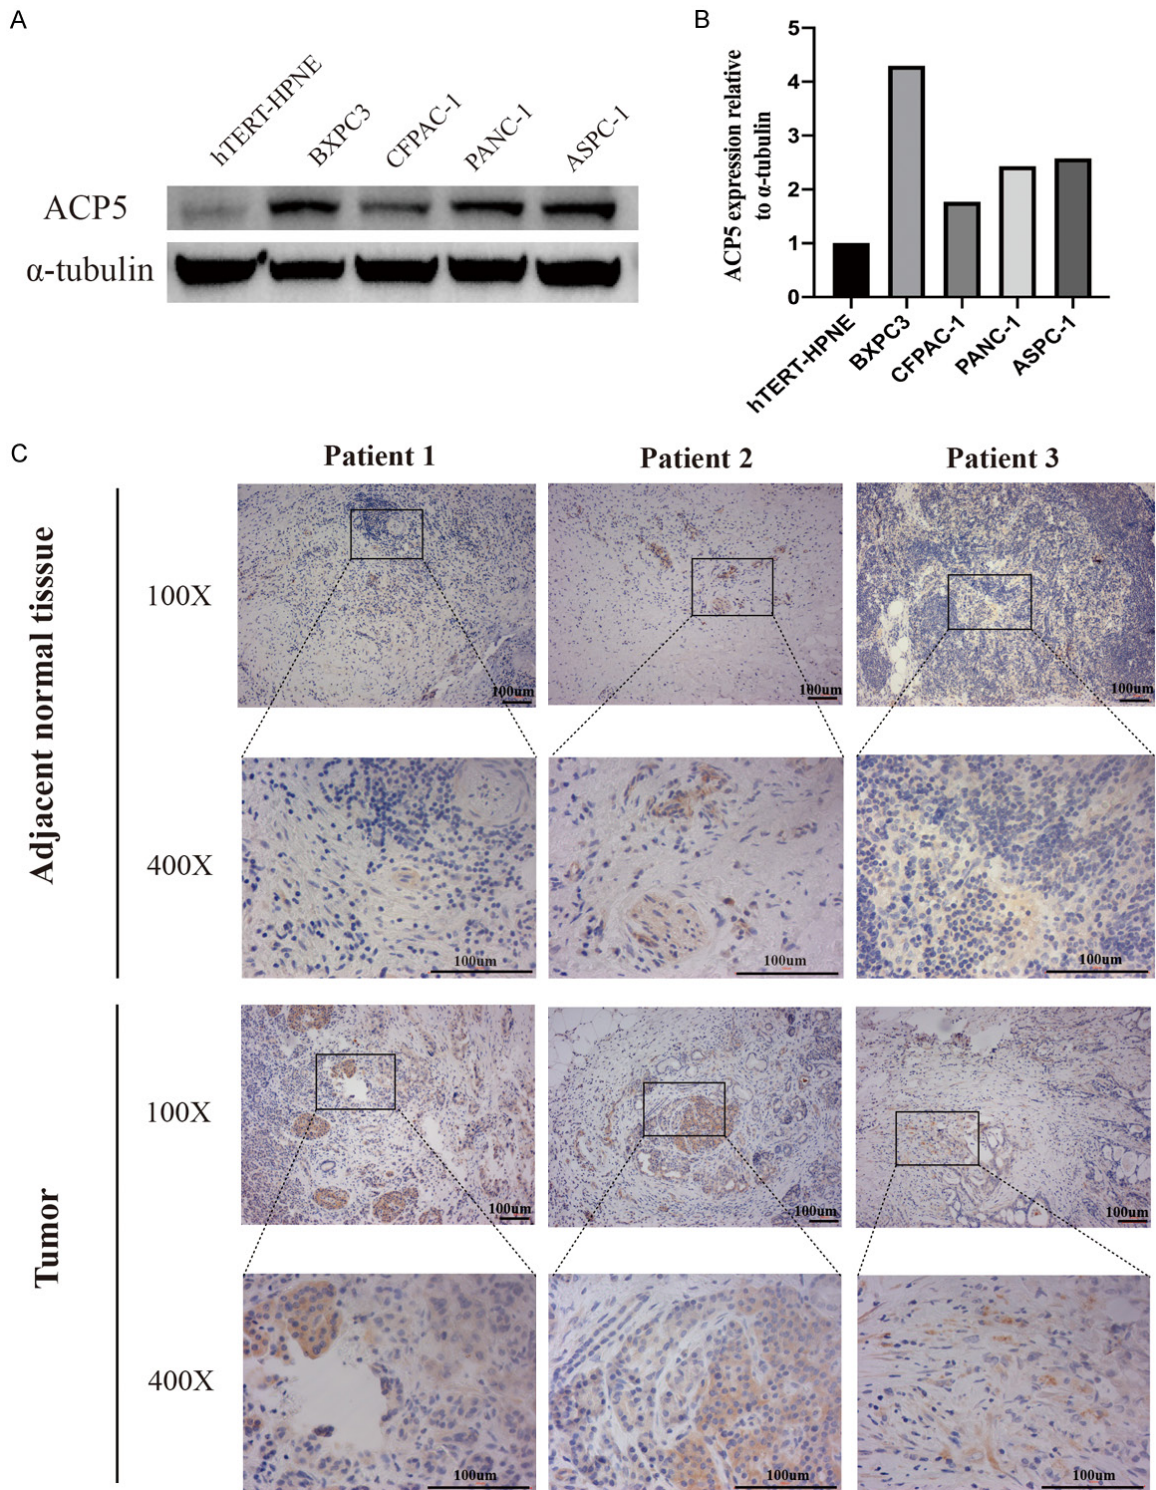 A
hTERT-HPNE
BXPC3
CFPAC-1
PANC-1
ASPC-1
ACP5
α-tubulin
B
ACP5 expression relative
to α-tubulin
5
4
3
2
1
0
hTERT-HPNE
BXPC3
CFPAC-1
PANC-1
ASPC-1
C
Patient 1
Patient 2
Patient 3
Adjacent normal tisssue
100X
100um
100um
100um
400X
100um
100um
100um
Tumor
100X
100um
100um
100um
400X
100um
100um
100um